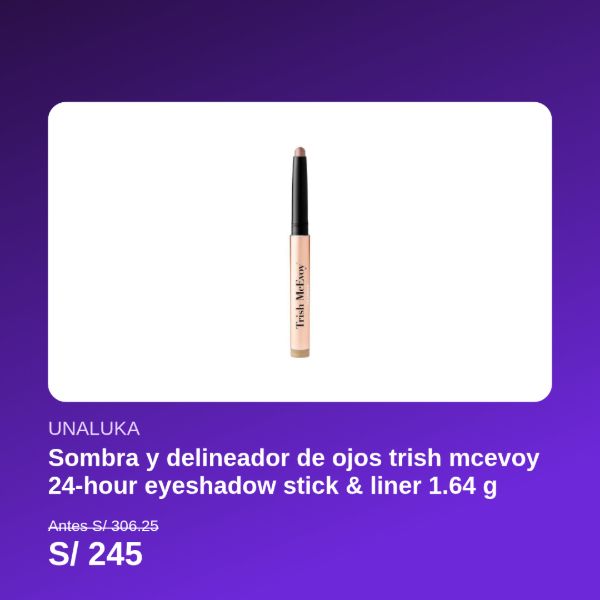 Trish McEvoy
UNALUKA
Sombra y delineador de ojos trish mcevoy
24-hour eyeshadow stick & liner 1.64 g
Antes S/ 306.25
S/ 245